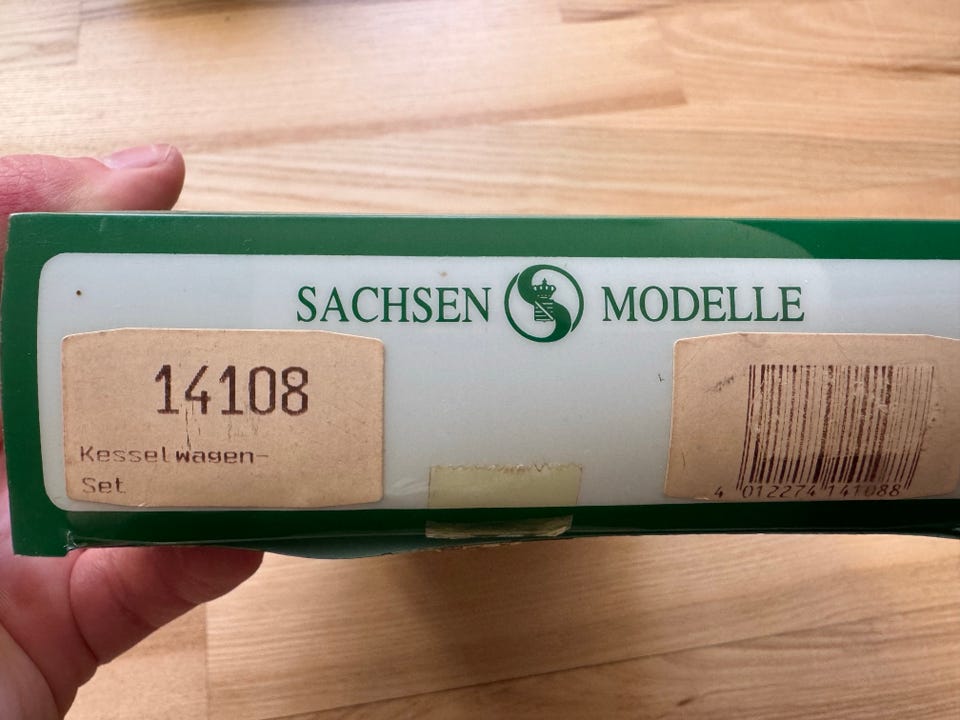 SACHSEN S MODELLE
14108
Kesselwagen-
Set
4 012274 141088